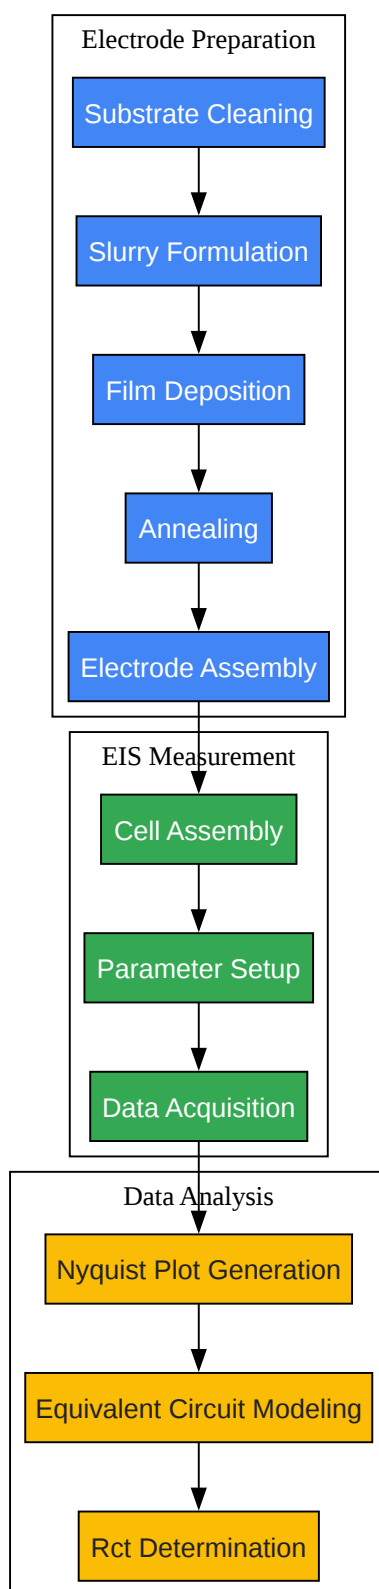 Electrode Preparation
Substrate Cleaning
Slurry Formulation
Film Deposition
Annealing
Electrode Assembly
EIS Measurement
Cell Assembly
Parameter Setup
Data Acquisition
Data Analysis
Nyquist Plot Generation
Equivalent Circuit Modeling
Rct Determination